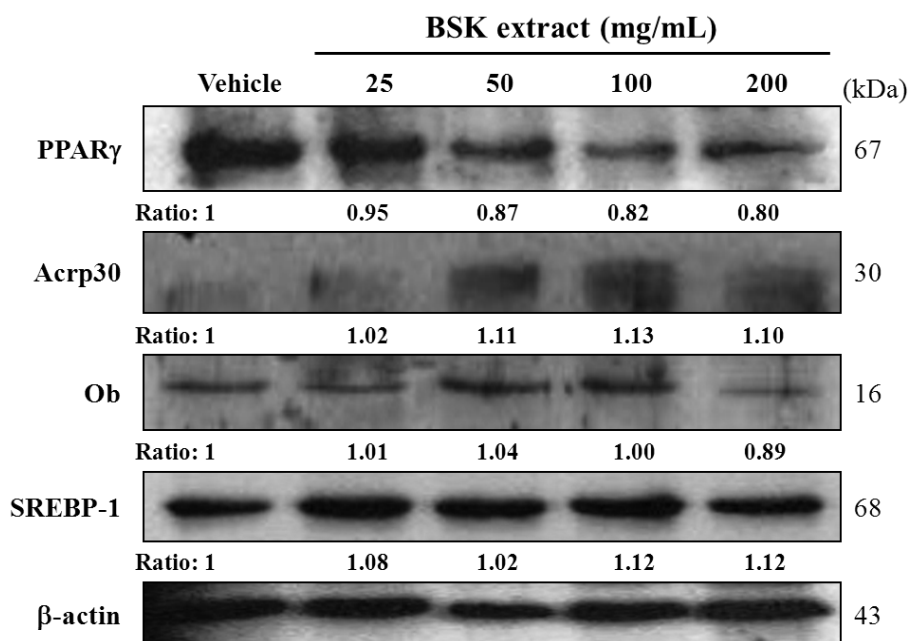 BSK extract (mg/mL)
Vehicle 25 50 100 200 (kDa)
PPARγ 67
Ratio: 1 0.95 0.87 0.82 0.80
Acrp30 30
Ratio: 1 1.02 1.11 1.13 1.10
Ob 16
Ratio: 1 1.01 1.04 1.00 0.89
SREBP-1 68
Ratio: 1 1.08 1.02 1.12 1.12
β-actin 43